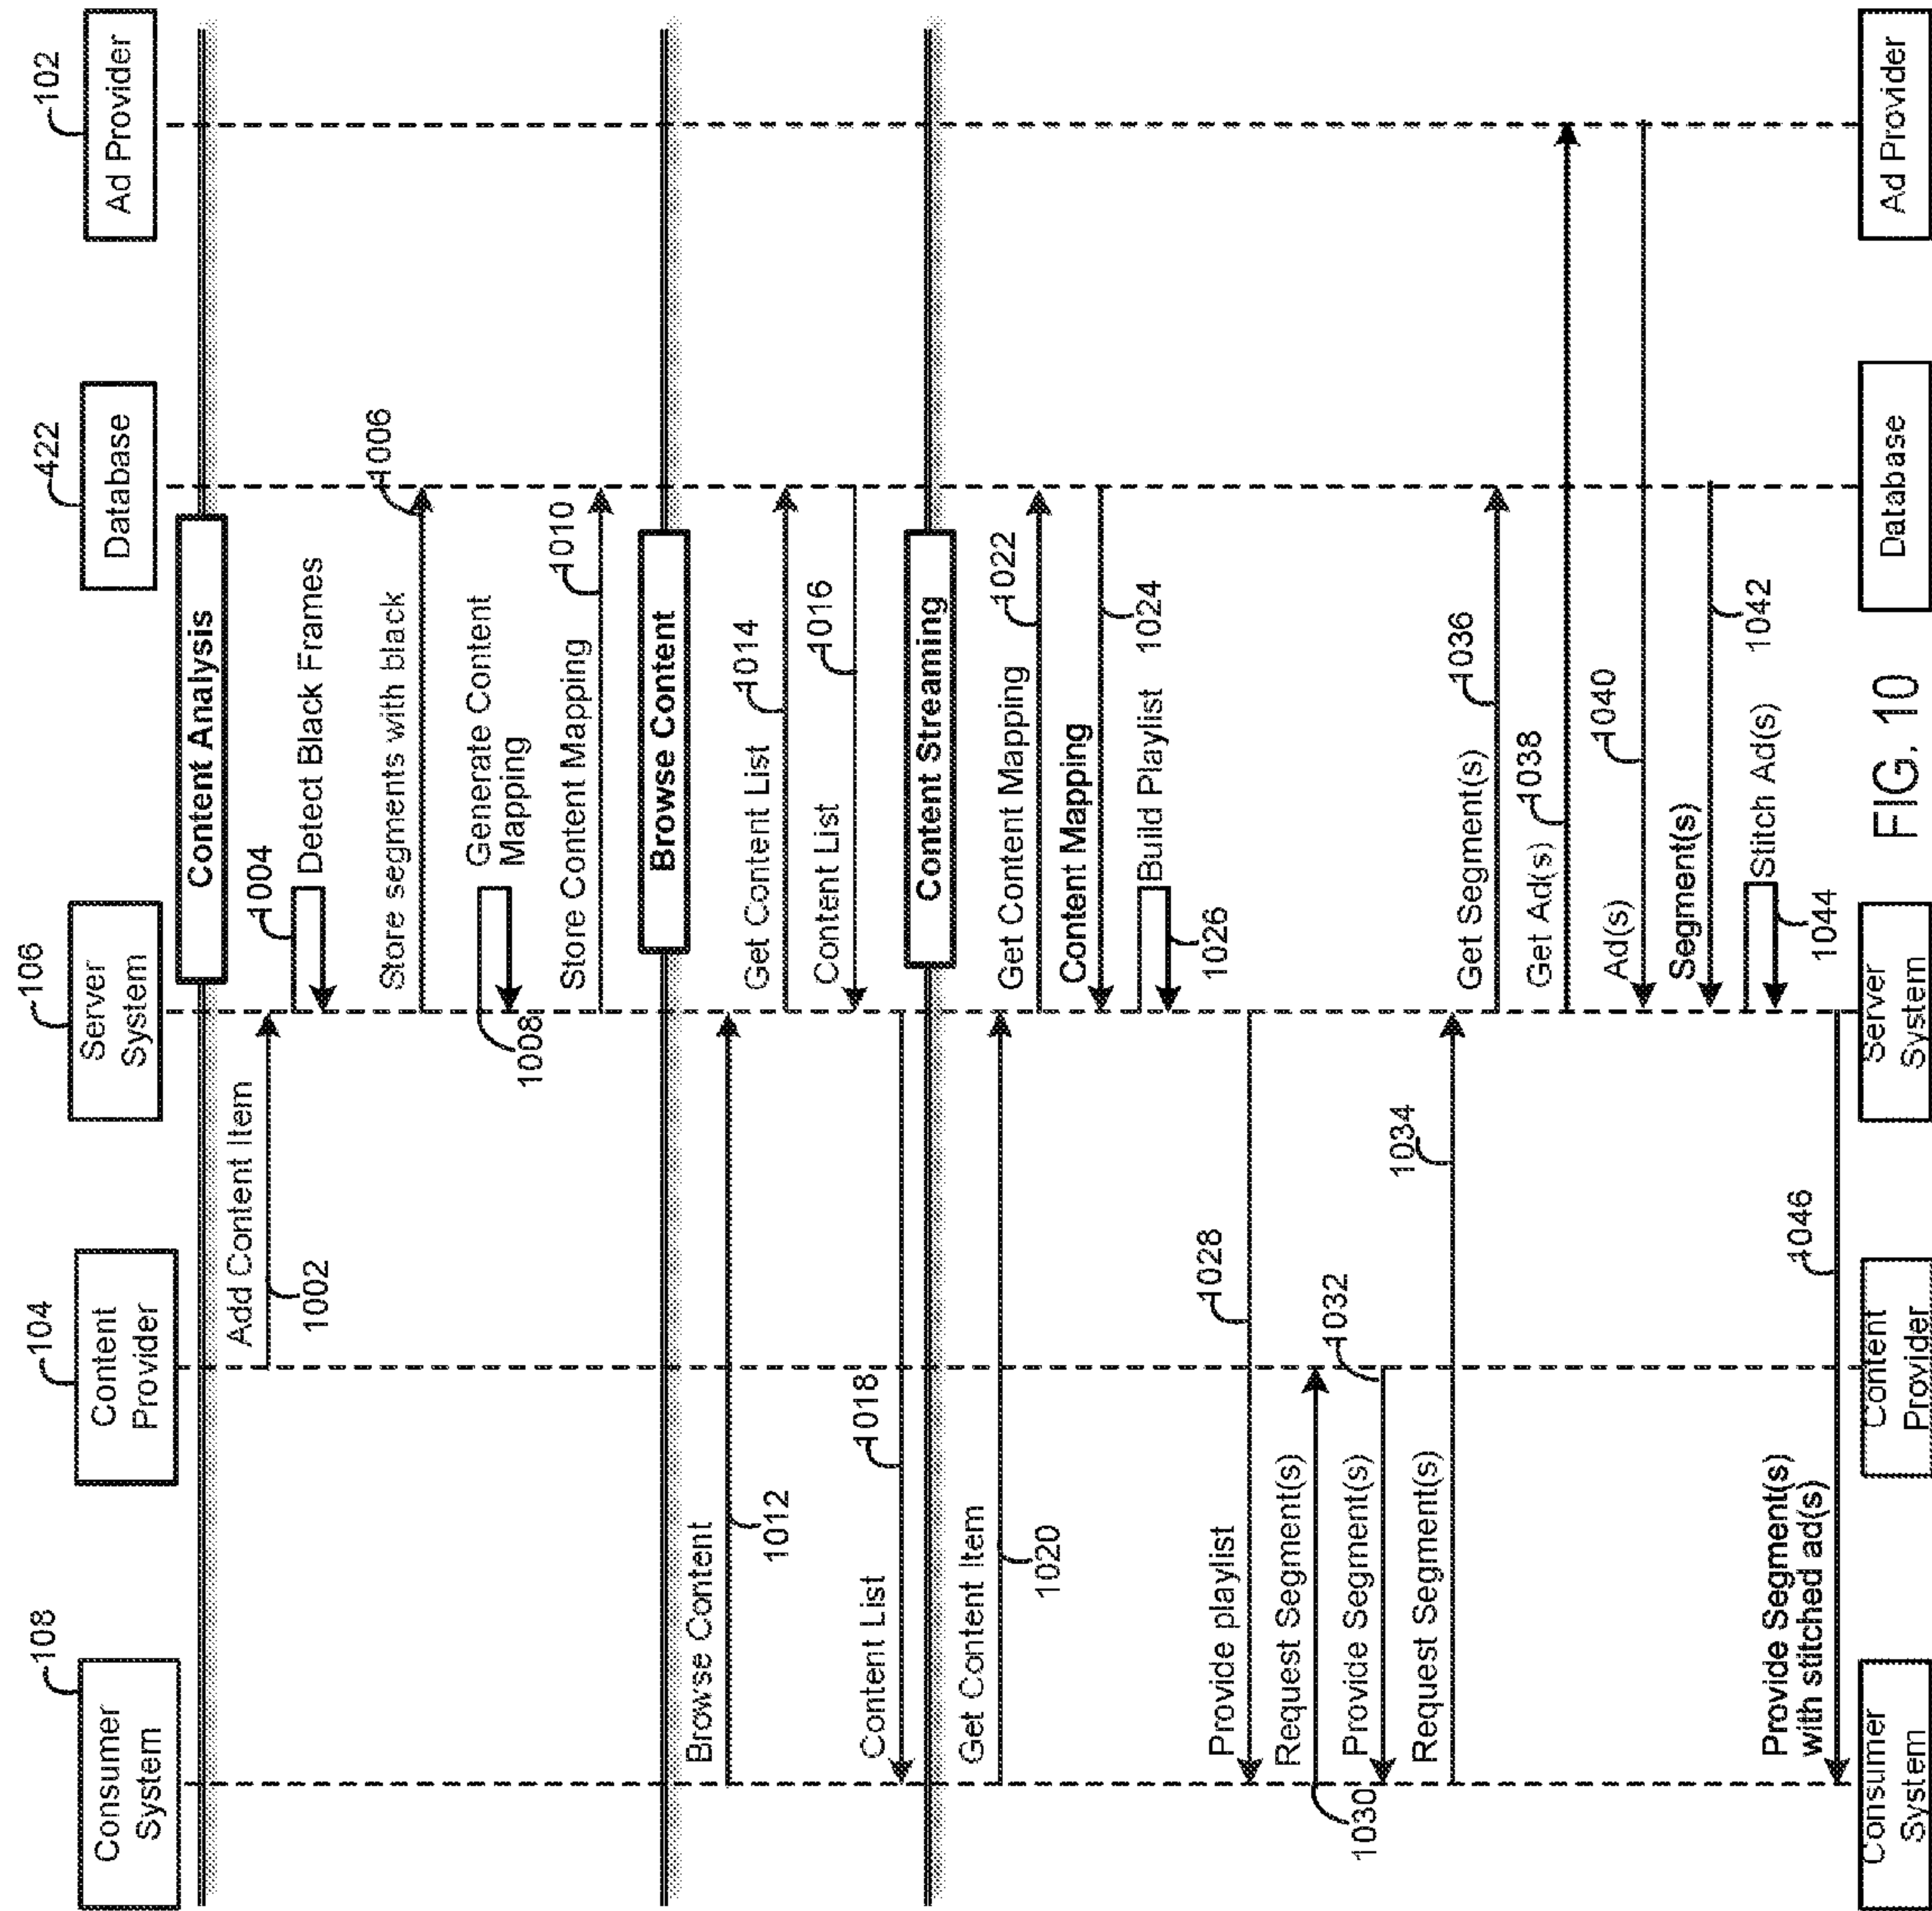 108
Consumer
System
104
Content
Provider
106
Server
System
422
Database
102
Ad Provider
Content Analysis
Add Content Item
1002
1004
Detect Black Frames
Store segments with black
1006
Generate Content
Mapping
1008
Store Content Mapping
1010
Browse Content
Browse Content
1012
Get Content List
1014
Content List
1016
Content List
1018
Content Streaming
Get Content Item
1020
Get Content Mapping
1022
Content Mapping
1024
Build Playlist
1026
Provide playlist
1028
Request Segment(s)
1030
Provide Segment(s)
1032
Request Segment(s)
1034
Get Segment(s)
1036
Get Ad(s)
1038
Ad(s)
1040
Segment(s)
1042
Stitch Ad(s)
1044
Provide Segment(s)
with stitched ad(s)
1046
Consumer
System
Content
Provider
Server
System
Database
Ad Provider
FIG. 10